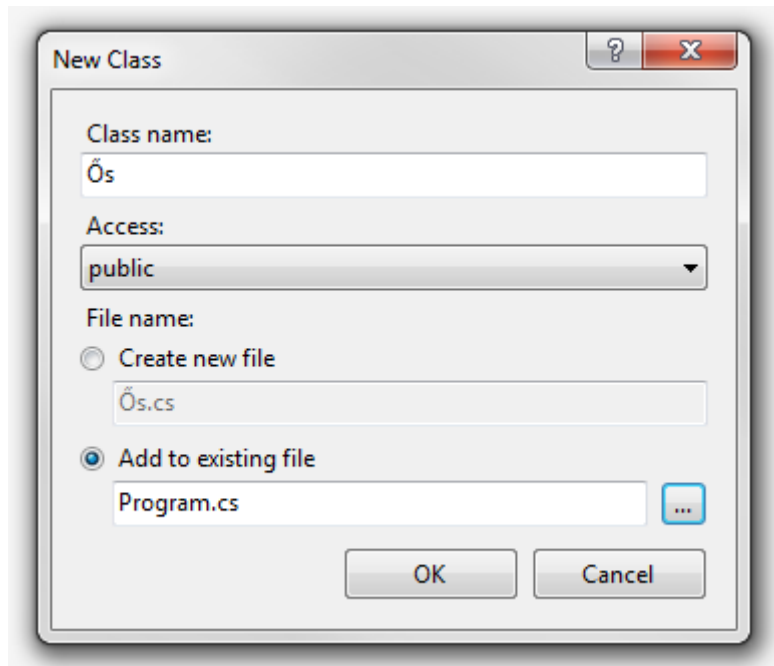 New Class
?
Class name:
Ős
Access:
public
File name:
Create new file
Ős.cs
Add to existing file
Program.cs
...
OK
Cancel